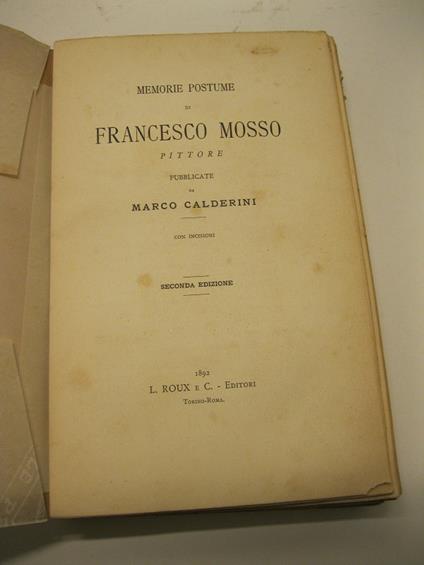 MEMORIE POSTUME
DI
FRANCESCO MOSSO
PITTORE
PUBBLICATE
DA
MARCO CALDERINI
CON INCISIONI
SECONDA EDIZIONE
1892
L. ROUX E C. - EDITORI
TORINO-ROMA.